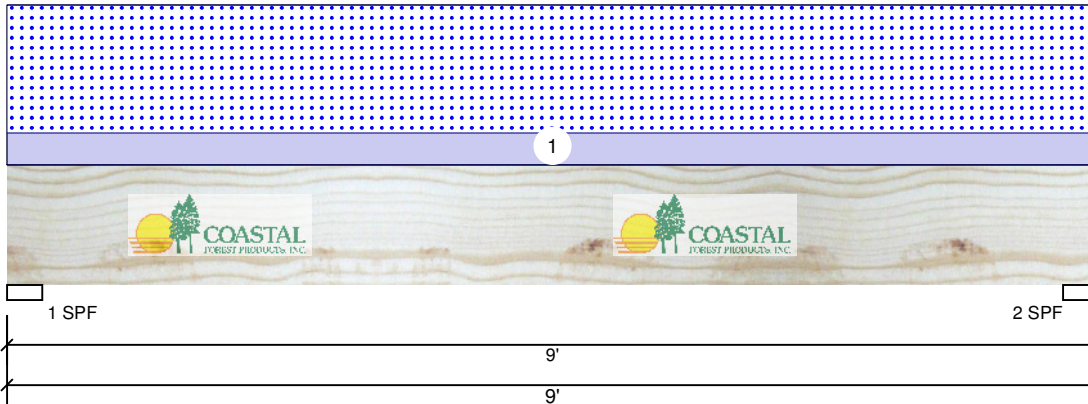 1
COASTAL
FOREST PRODUCTS, INC.
COASTAL
FOREST PRODUCTS, INC.
1 SPF
2 SPF
9'
9'